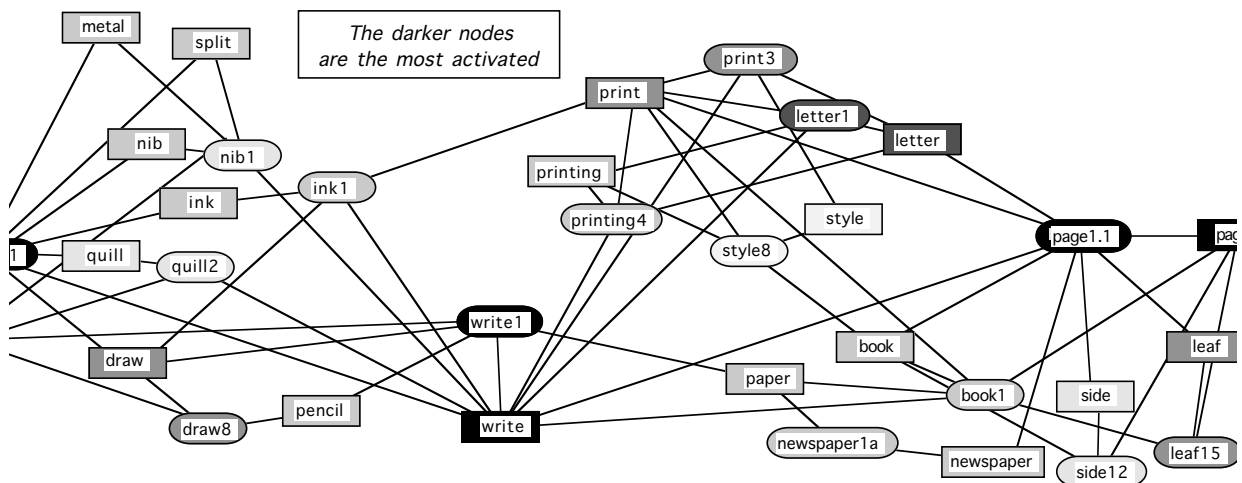 metal
split
The darker nodes
are the most activated
print3
print
letter1
letter
nib
nib1
printing
ink1
ink
printing4
style
style8
page1.1
pag
1
quill
quill2
write1
draw
book
leaf
paper
book1
side
pencil
draw8
write
newspaper1a
newspaper
side12
leaf15